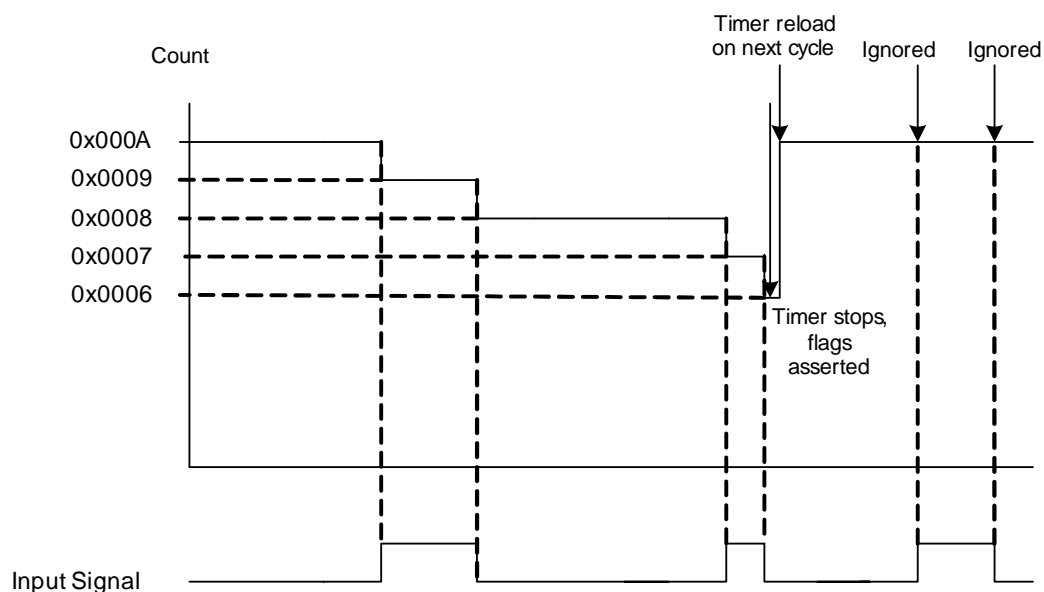 Timer reload
on next cycle
Ignored
Ignored
Count
0x000A
0x0009
0x0008
0x0007
0x0006
Timer stops,
flags
asserted
Input Signal